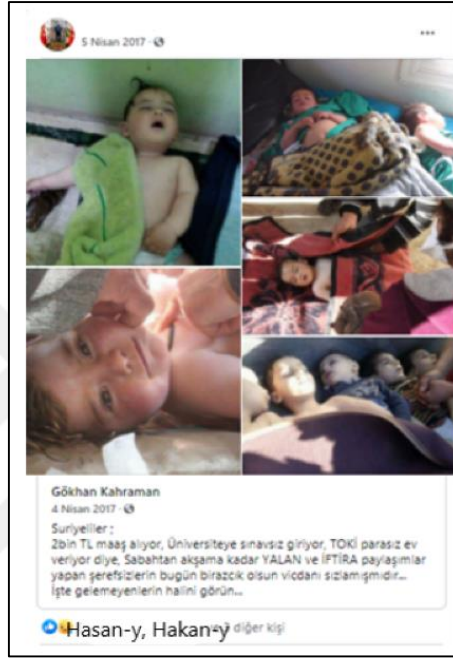 5 Nisan 2017 ·
Gökhan Kahraman
4 Nisan 2017 ·
Suriyeliler ;
2bin TL maaş alıyor, Üniversiteye sınavsız giriyor, TOKİ parasız ev
veriyor diye, Sabahtan akşama kadar YALAN ve İFTİRA paylaşımlar
yapan şerefsizlerin bugün birazcık olsun vicdanı sızlamışmıdır...
İşte gelemeyenlerin halini görün...
Hasan-y, Hakan-y diğer kişi